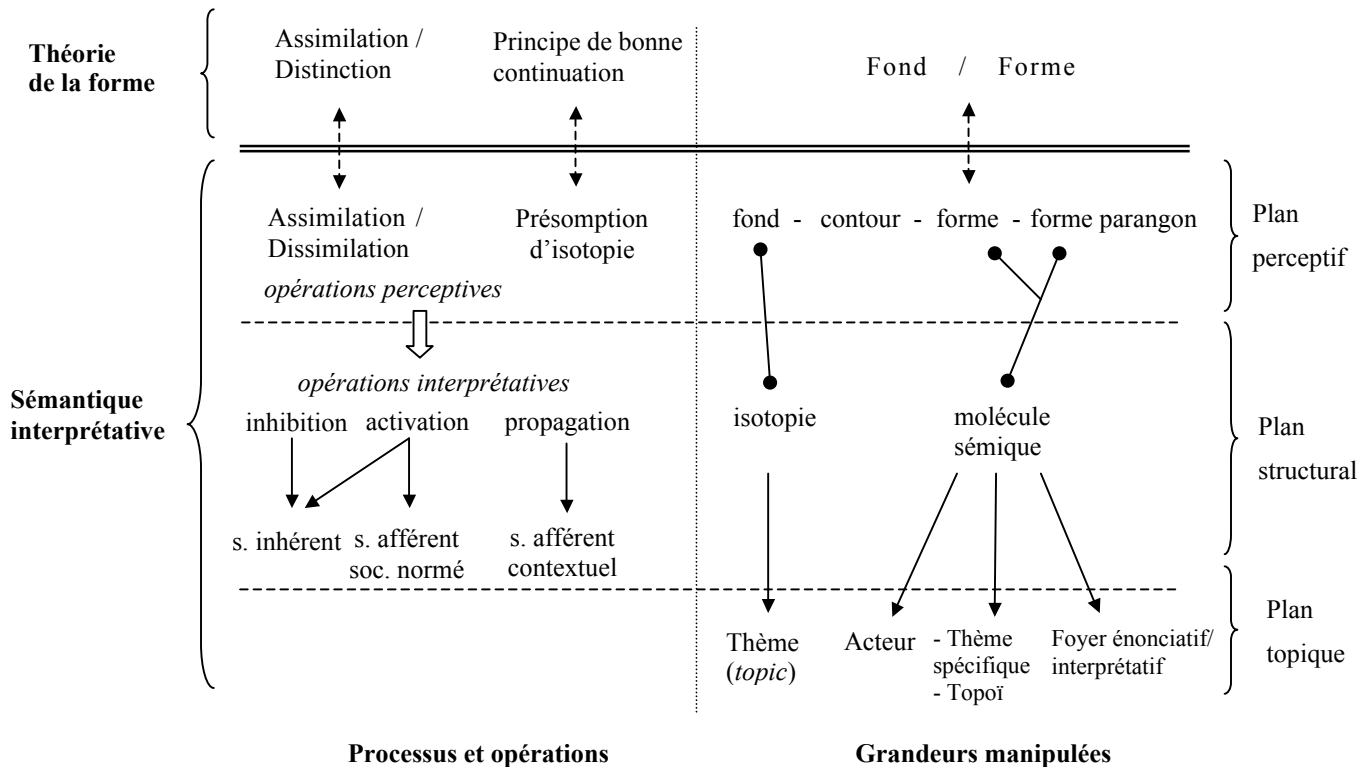 Théorie
de la forme
Assimilation /
Distinction
Principe de bonne
continuation
Fond / Forme
Sémantique
interprétative
Assimilation /
Dissimilation
Présomption
d’isotopie
opérations perceptives
fond - contour - forme - forme parangon
Plan
perceptif
opérations interprétatives
inhibition activation propagation
s. inhérent
s. afférent
soc. normé
s. afférent
contextuel
isotopie
molécule
sémique
Plan
structural
Thème
(topic)
Acteur
- Thème
spécifique
- Topoï
Foyer énonciatif/
interprétatif
Plan
topique
Processus et opérations
Grandeurs manipulées